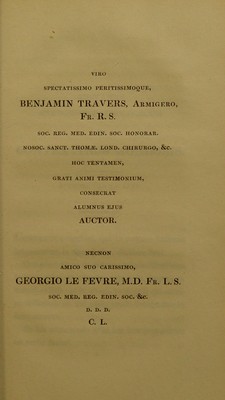 VIRO
SPECTATISSIMO PERITISSIMOQUE,
BENJAMIN TRAVERS, ARMIGERO,
FR. R. S.
SOC. REG. MED. EDIN. SOC. HONORAR.
NOSOC. SANCT. THOMÆ. LOND. CHIRURGO, &c.
HOC TENTAMEN,
GRATI ANIMI TESTIMONIUM,
CONSECRAT
ALUMNUS EJUS
AUCTOR.
NECNON
AMICO SUO CARISSIMO,
GEORGIO LE FEVRE, M.D. FR. L. S.
SOC. MED. REG. EDIN. SOC. &c.
D. D. D.
C. L.